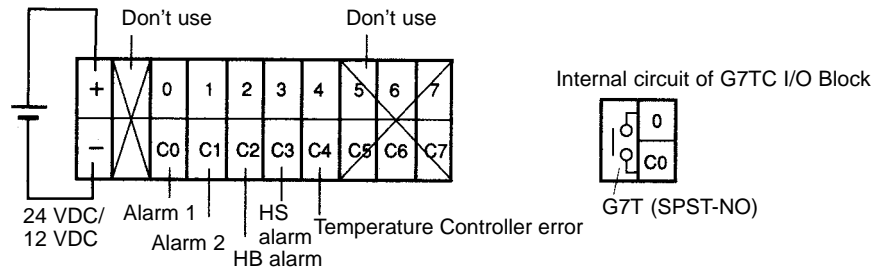 Don't use
Don't use
+ 0 1 2 3 4 5 6 7
− C0 C1 C2 C3 C4 C5 C6 C7
24 VDC/
12 VDC
Alarm 1
Alarm 2
HB alarm
HS
alarm
Temperature Controller error
Internal circuit of G7TC I/O Block
0
C0
G7T (SPST-NO)